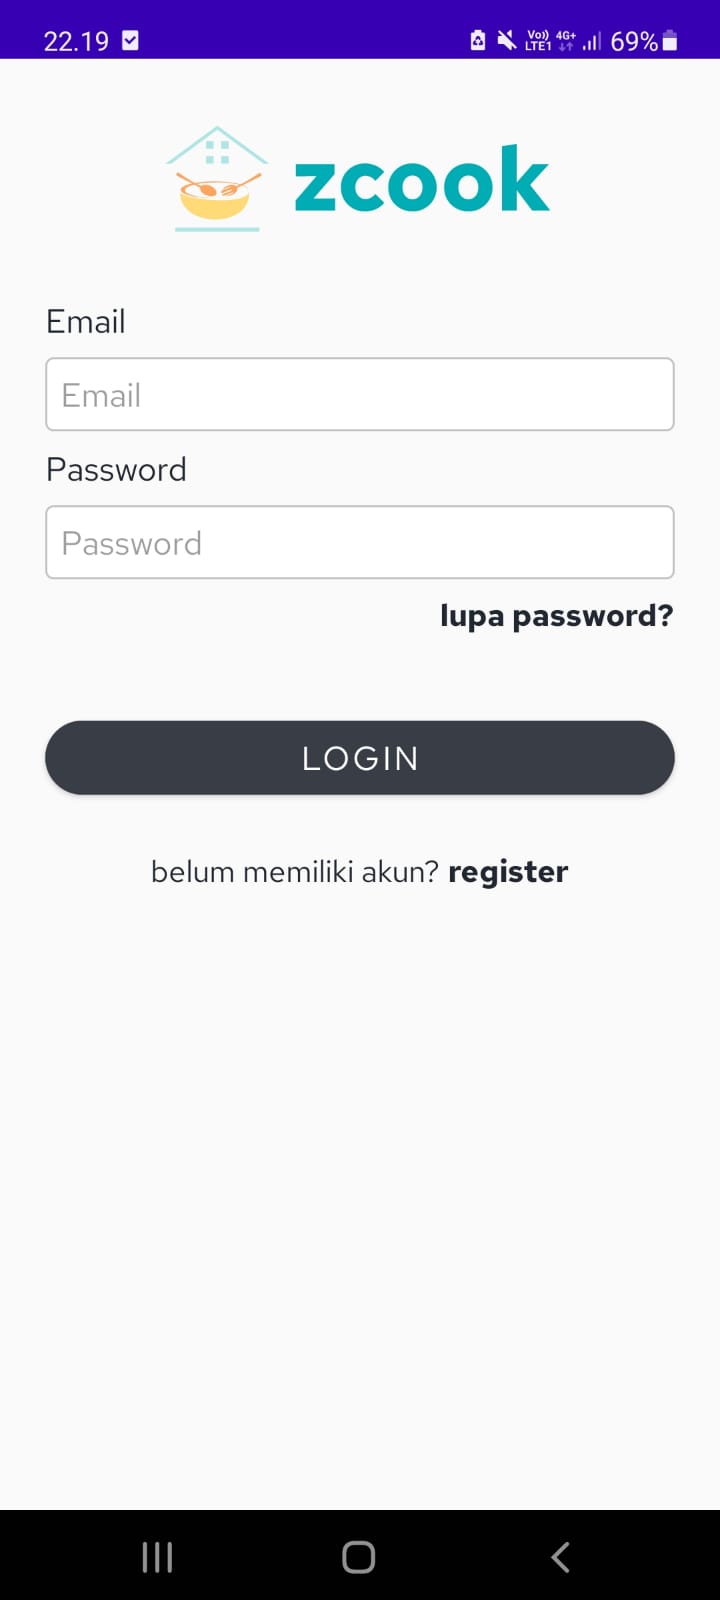 22.19 Vo)) LTE1 4G+ 69%
zcook
Email
Email
Password
Password
lupa password?
LOGIN
belum memiliki akun? register